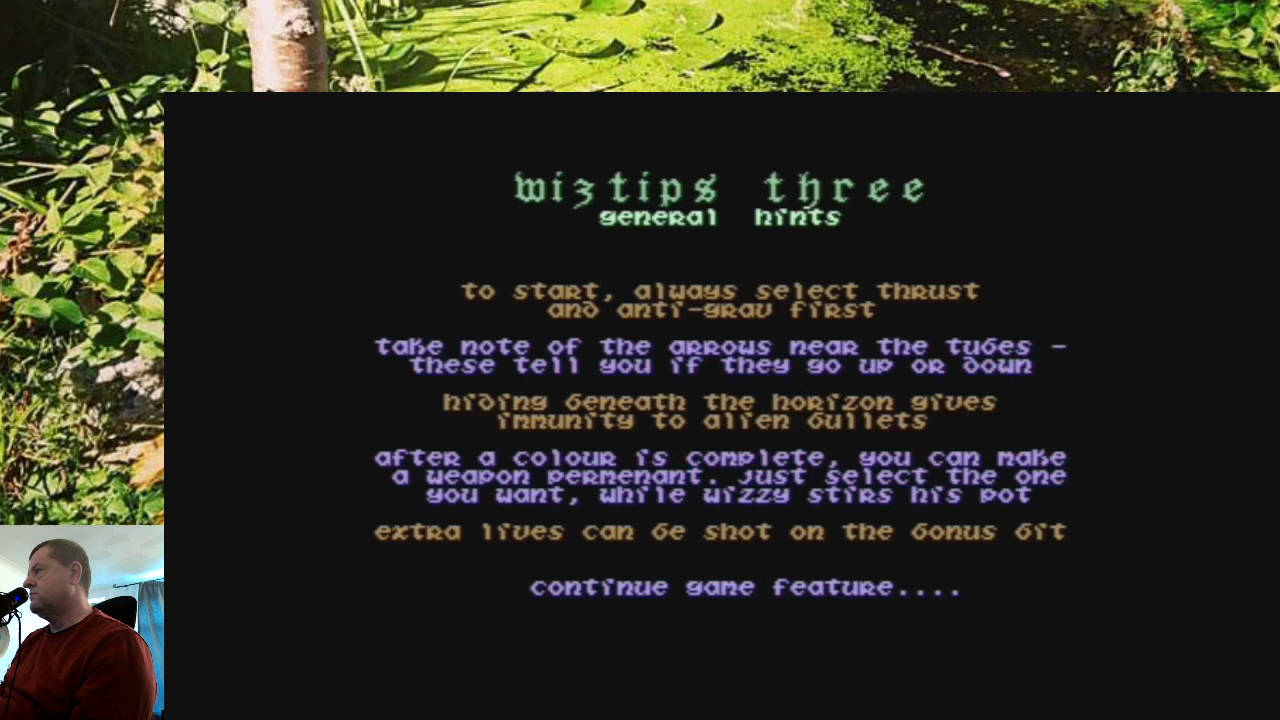 wiztips three
general hints
to start, always select thrust
and anti-grav first
take note of the arrows near the tubes -
these tell you if they go up or down
hiding beneath the horizon gives
immunity to alien bullets
after a colour is complete, you can make
a weapon permenant. just select the one
you want, while wizzy stirs his pot
extra lives can be shot on the bonus bit
continue game feature....